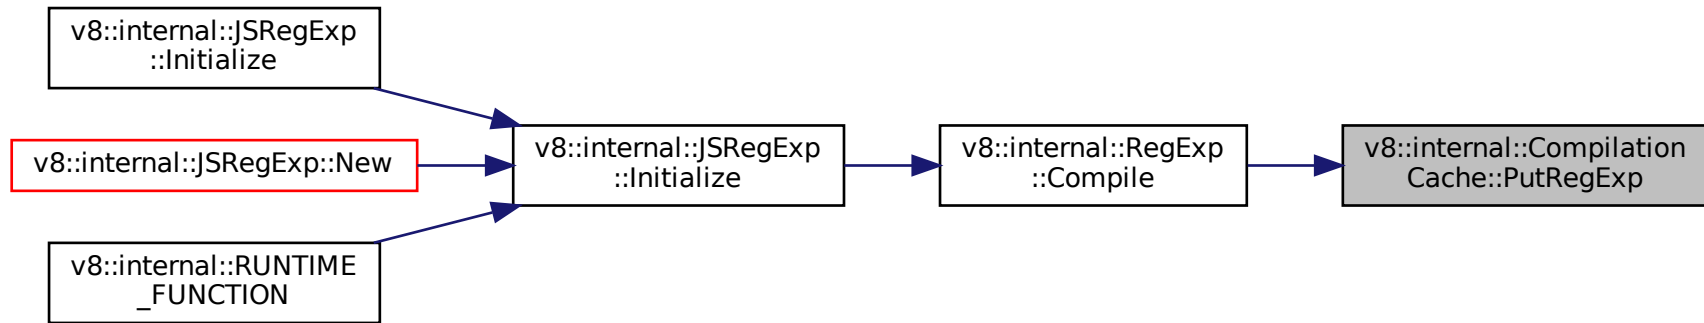 v8::internal::JSRegExp
::Initialize
v8::internal::JSRegExp::New
v8::internal::RUNTIME
_FUNCTION
v8::internal::JSRegExp
::Initialize
v8::internal::RegExp
::Compile
v8::internal::Compilation
Cache::PutRegExp